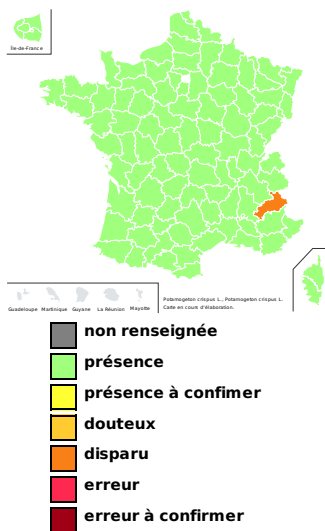 Île-de-France
Potamogeton crispus L., Potamogeton crispus L.
Carte en cours d'élaboration.
Guadeloupe Martinique Guyane La Réunion Mayotte
non renseignée
présence
présence à confimer
douteux
disparu
erreur
erreur à confirmer